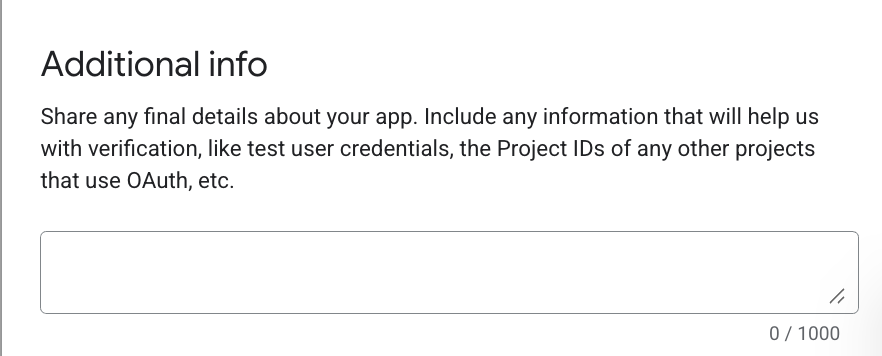 Additional info
Share any final details about your app. Include any information that will help us
with verification, like test user credentials, the Project IDs of any other projects
that use OAuth, etc.
0 / 1000